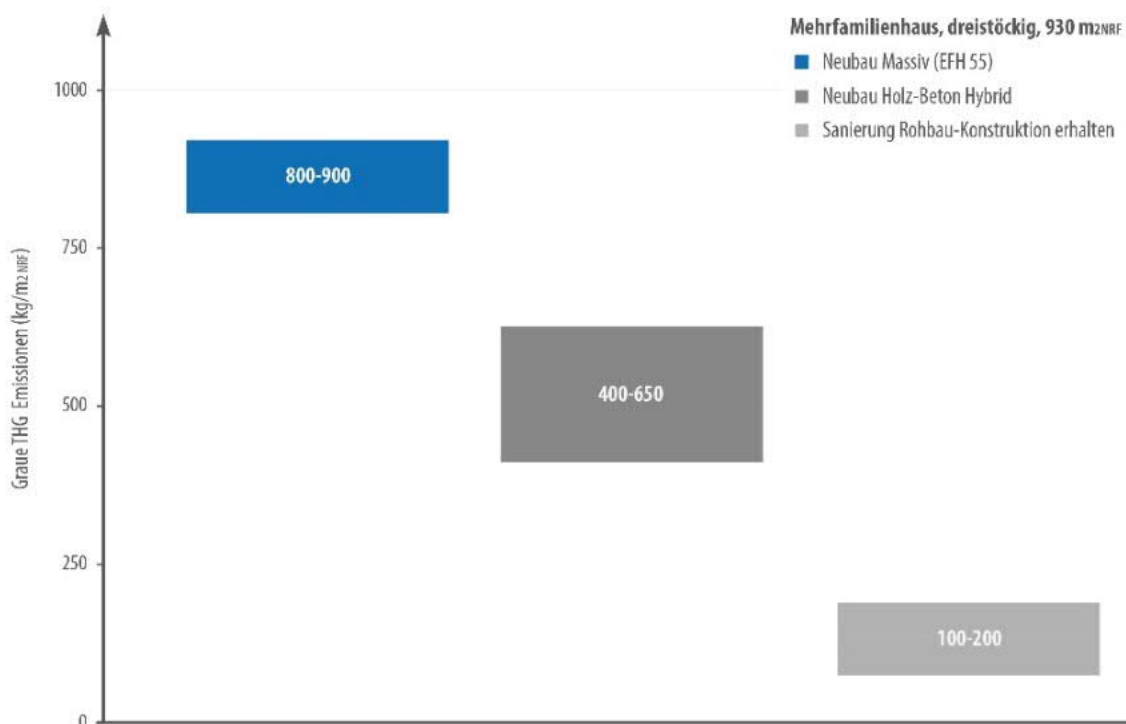 Mehrfamilienhaus, dreistöckig, 930 m2NRF
Neubau Massiv (EFH 55)
Neubau Holz-Beton Hybrid
Sanierung Rohbau-Konstruktion erhalten
Graue THG Emissionen (kg/m2 NRF)
1000
750
500
250
0
800-900
400-650
100-200